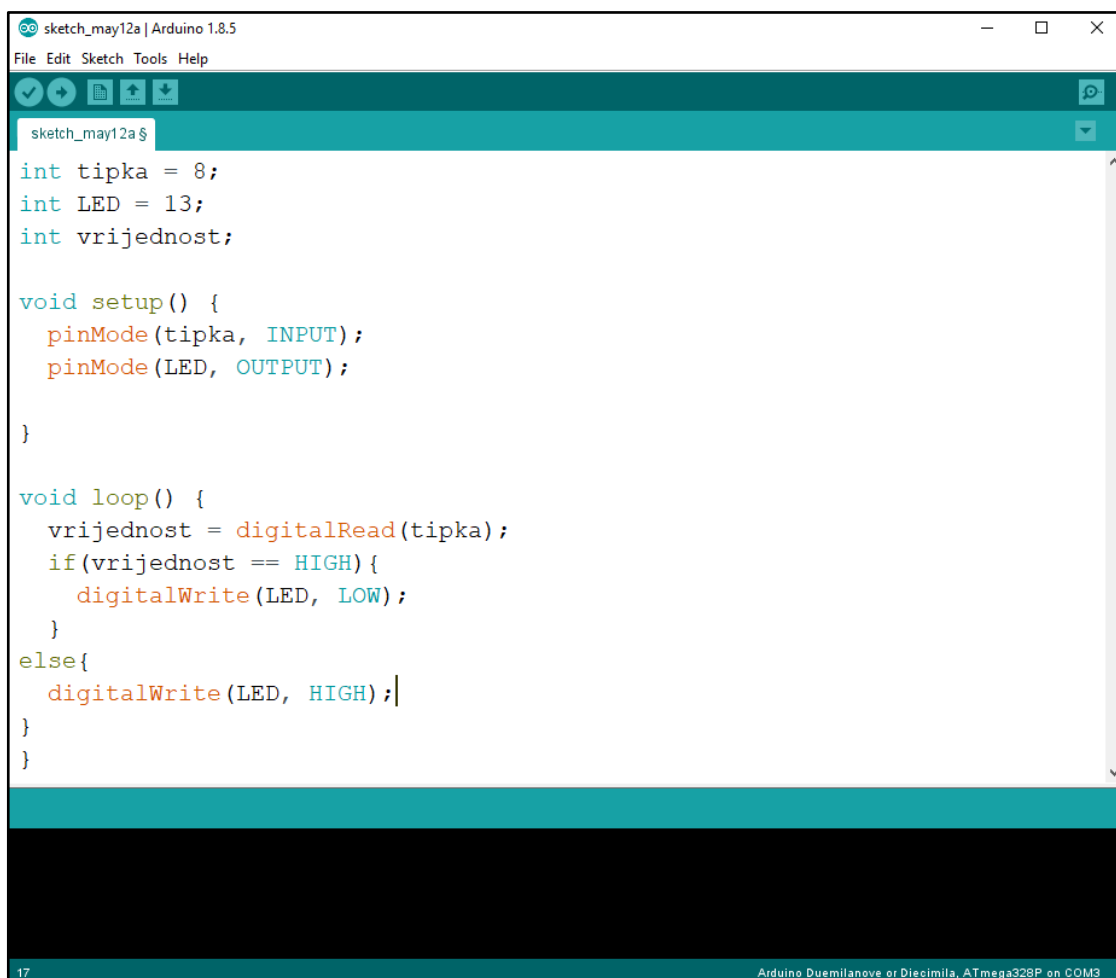 sketch_may12a | Arduino 1.8.5
File Edit Sketch Tools Help
sketch_may12a §
int tipka = 8;
int LED = 13;
int vrijednost;
void setup() {
pinMode(tipka, INPUT);
pinMode(LED, OUTPUT);
}
void loop() {
vrijednost = digitalRead(tipka);
if(vrijednost == HIGH){
digitalWrite(LED, LOW);
}
else{
digitalWrite(LED, HIGH);
}
}
17 Arduino Duemilanove or Diecimila, ATmega328P on COM3